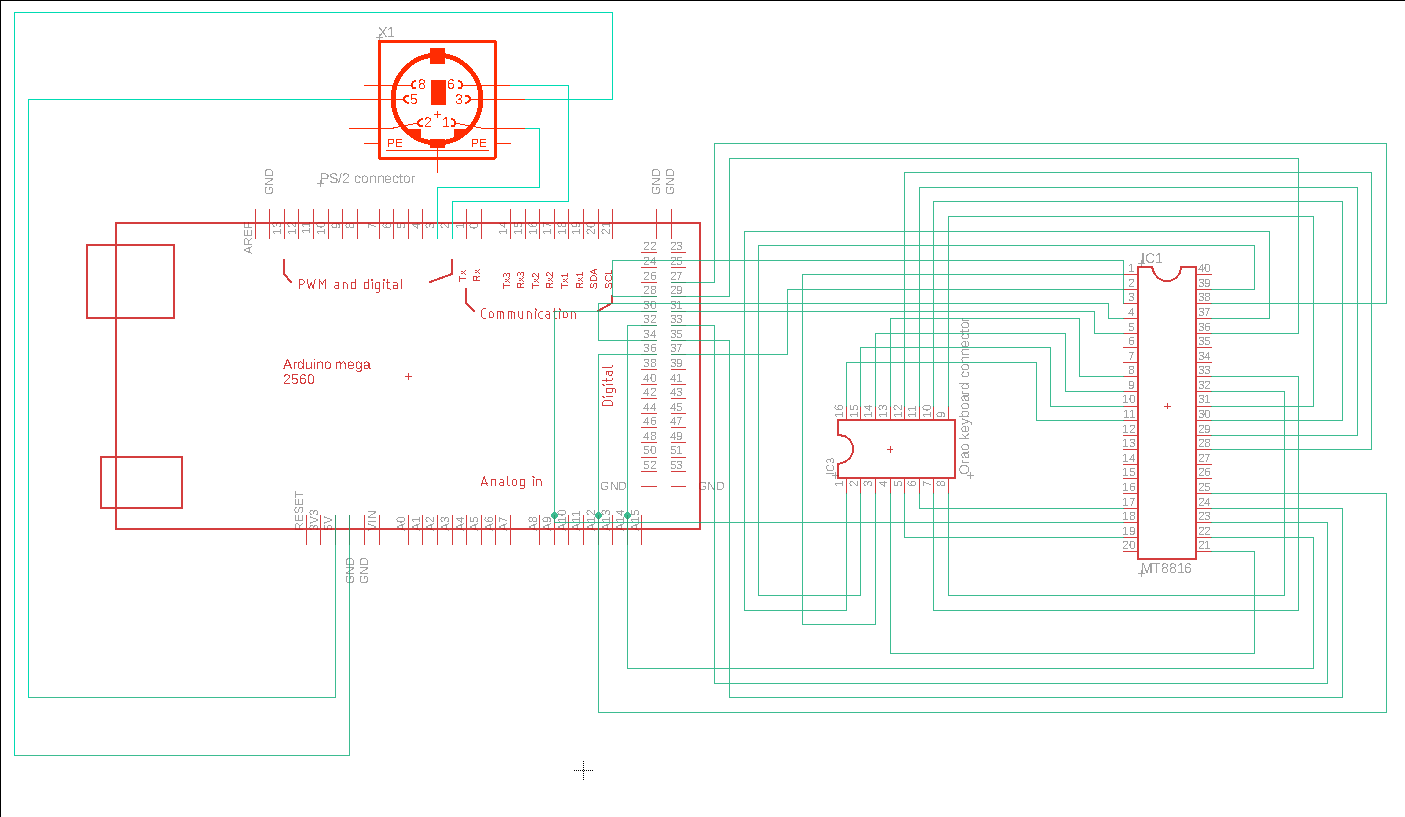 X1
8 6
5 3
2 1
PE PE
PS/2 connector
GND GND GND
AREF 13 12 11 10 9 8 7 6 5 4 3 2 1 0 14 15 16 17 18 19 20 21
Tx Rx Tx3 Rx3 Tx2 Rx2 Tx1 Rx1 SDA SCL
PWM and digital
Communication
22 23
24 25
26 27
28 29
30 31
32 33
34 35
36 37
38 39
40 41
42 43
44 45
46 47
48 49
50 51
52 53
GND GND
Digital
Arduino mega
2560
Analog in
RESET 3V3 5V VIN A0 A1 A2 A3 A4 A5 A6 A7 A8 A9 A10 A11 A12 A13 A14 A15
GND GND
16 15 14 13 12 11 10 9
IC3
1 2 3 4 5 6 7 8
Orao keyboard connector
IC1
1 40
2 39
3 38
4 37
5 36
6 35
7 34
8 33
9 32
10 31
11 30
12 29
13 28
14 27
15 26
16 25
17 24
18 23
19 22
20 21
MT8816